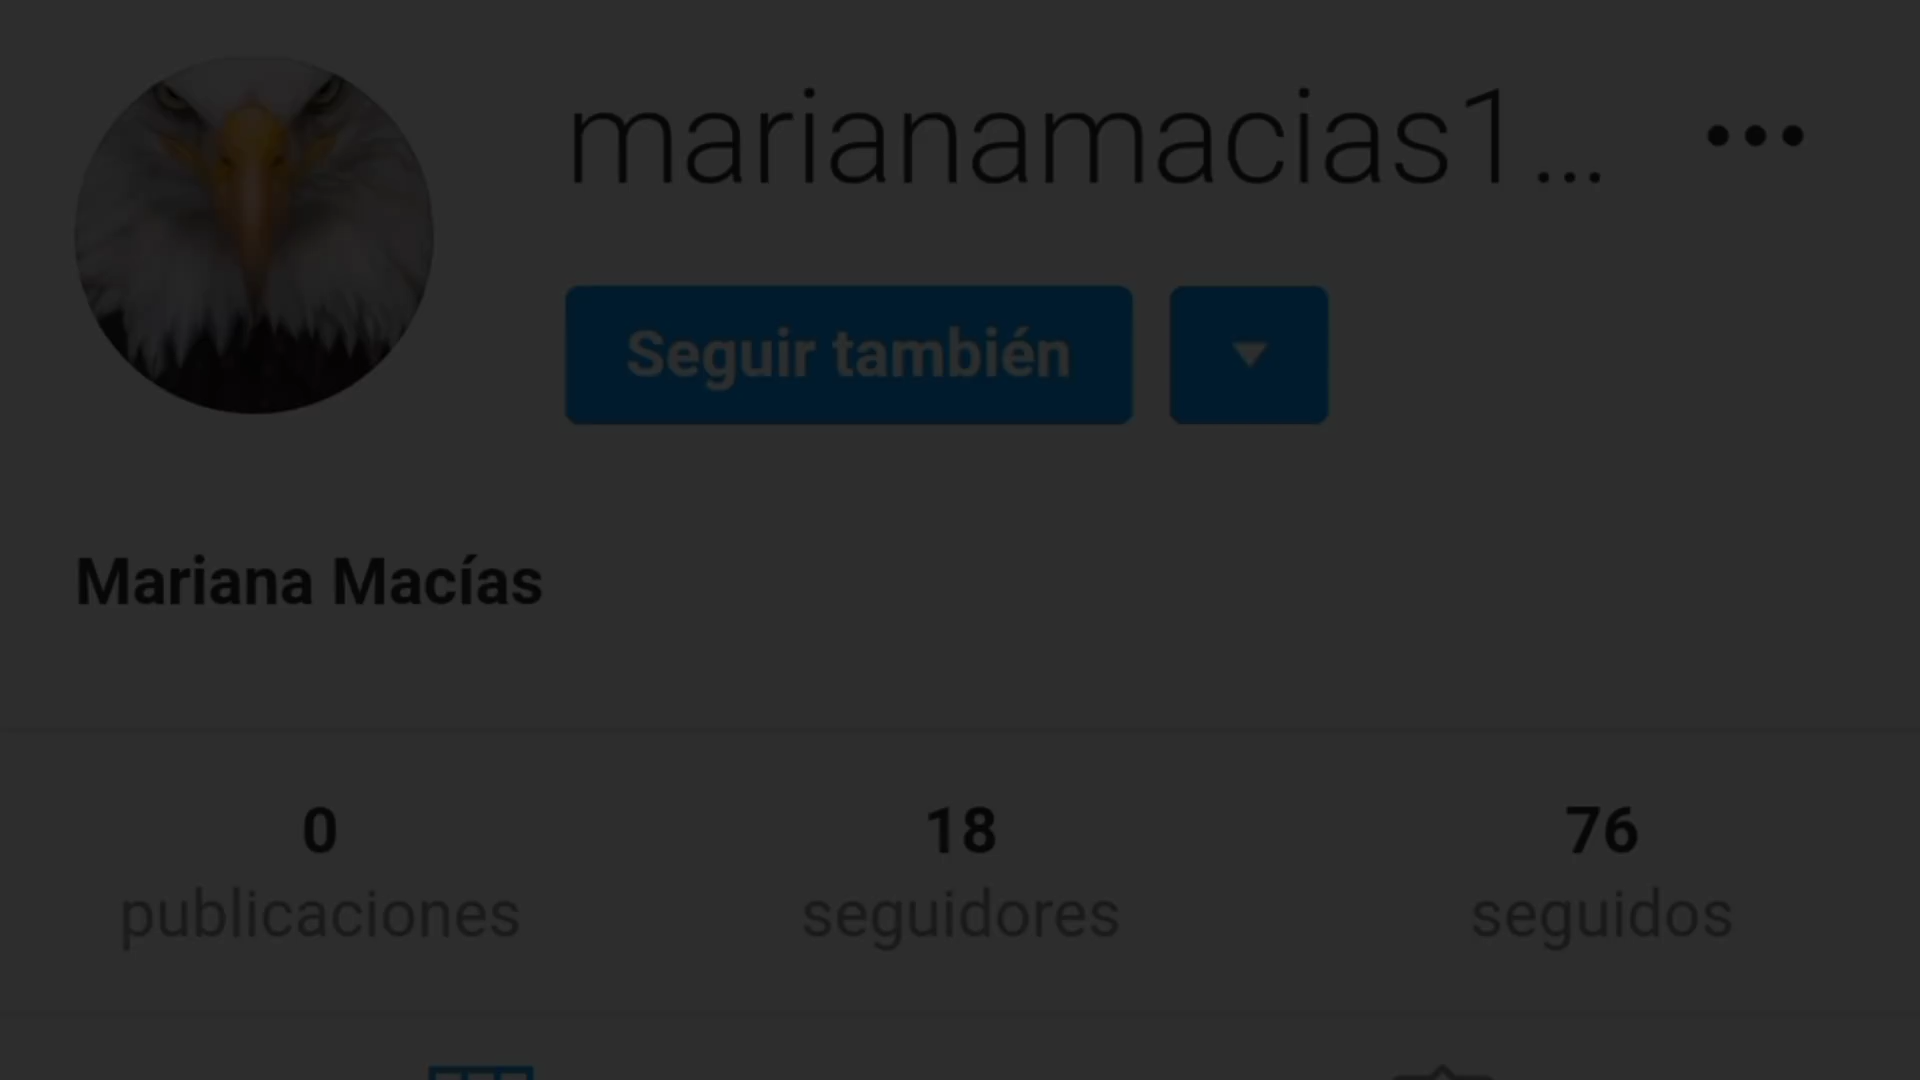 marianamacias1...
Seguir también
Mariana Macías
0 18 76
publicaciones seguidores seguidos